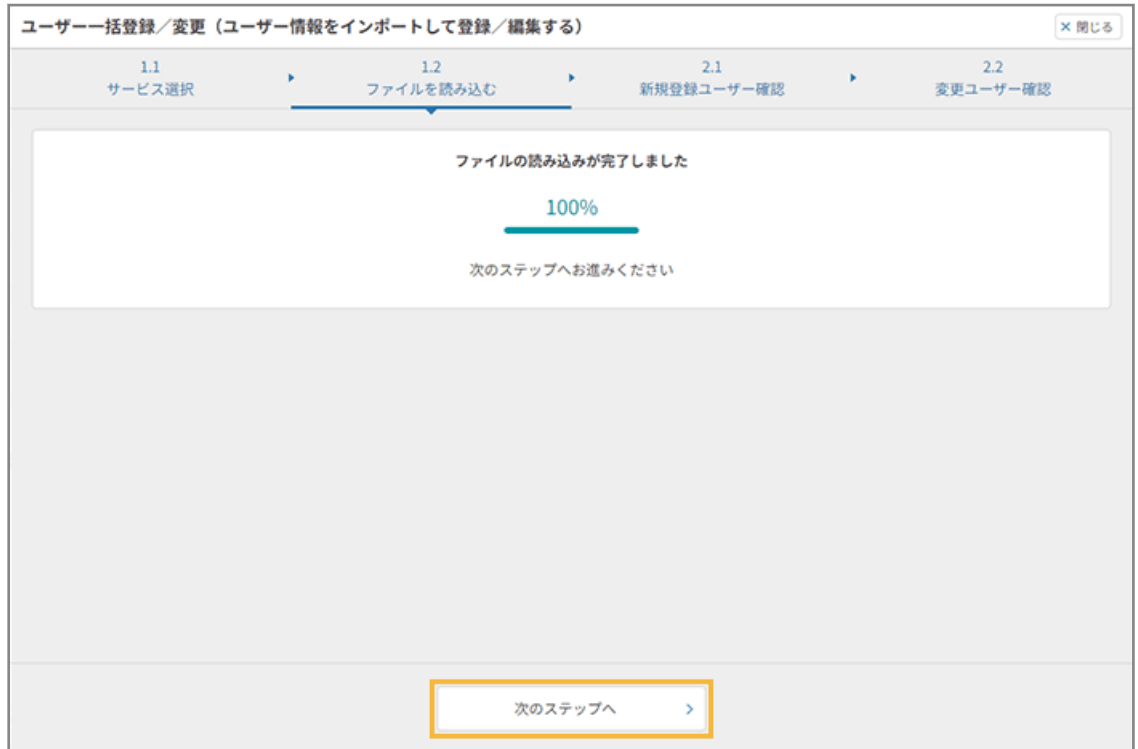 ユーザー一括登録／変更（ユーザー情報をインポートして登録／編集する）
× 閉じる
1.1
サービス選択
1.2
ファイルを読み込む
2.1
新規登録ユーザー確認
2.2
変更ユーザー確認
ファイルの読み込みが完了しました
100%
次のステップへお進みください
次のステップへ